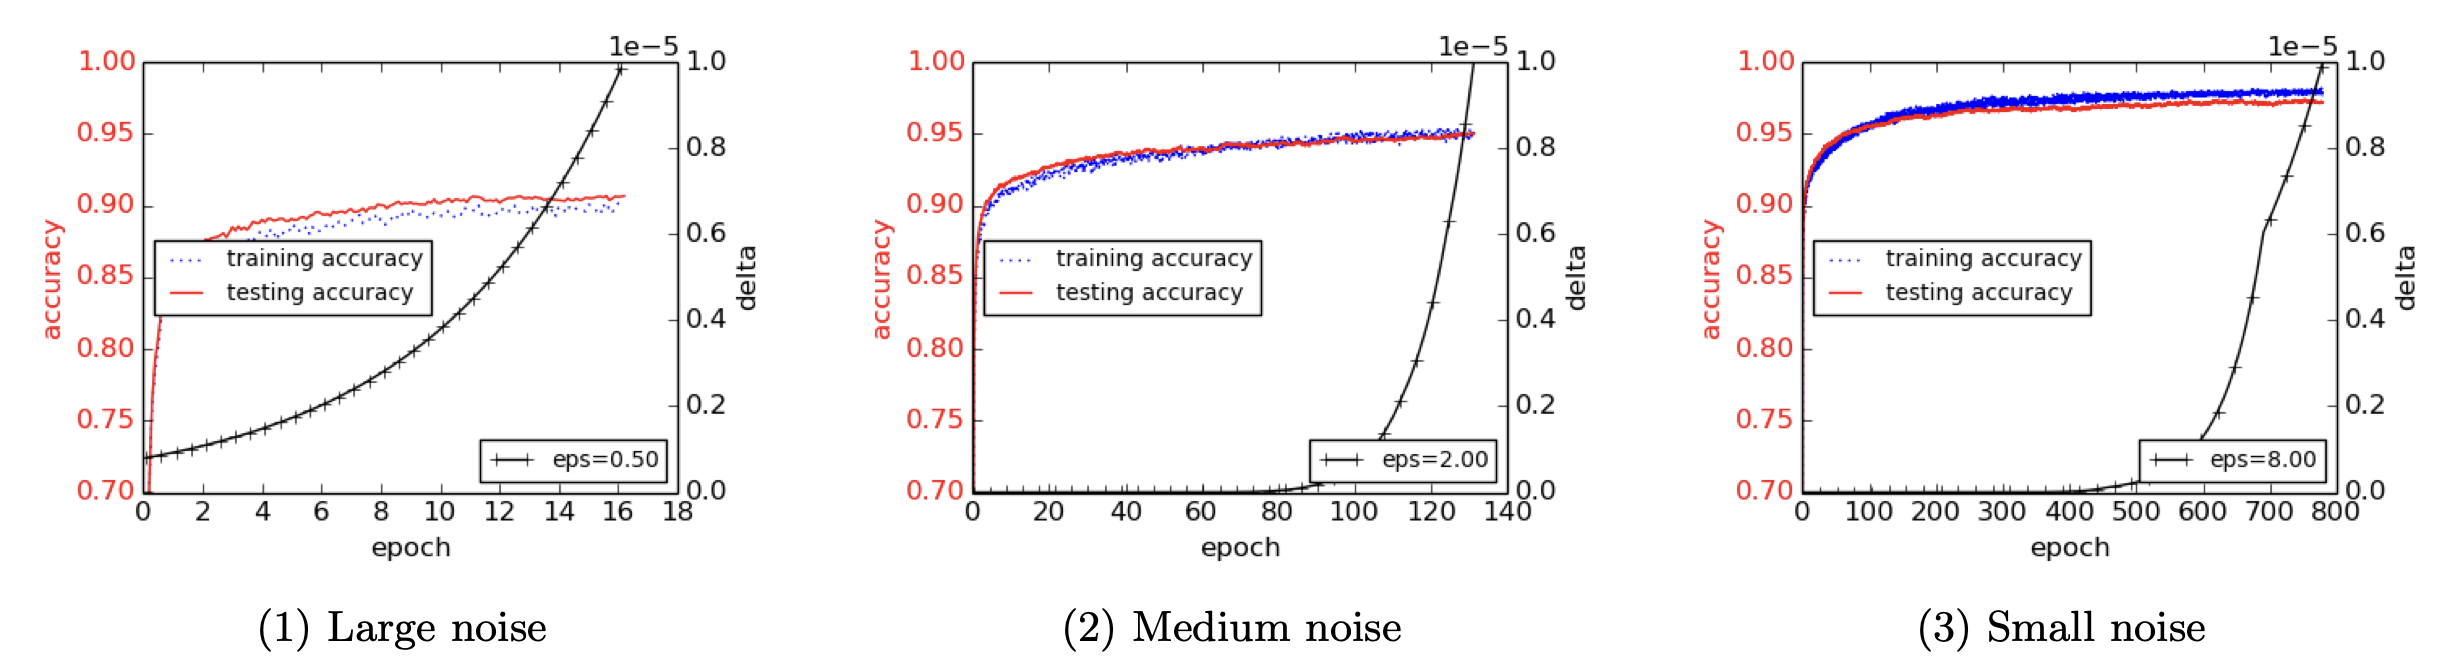 1e−5
1.00
0.95
0.90
0.85
0.80
0.75
0.70
accuracy
training accuracy
testing accuracy
eps=0.50
1.0
0.8
0.6
0.4
0.2
0.0
delta
0 2 4 6 8 10 12 14 16 18
epoch
(1) Large noise
1e−5
1.00
0.95
0.90
0.85
0.80
0.75
0.70
accuracy
training accuracy
testing accuracy
eps=2.00
1.0
0.8
0.6
0.4
0.2
0.0
delta
0 20 40 60 80 100 120 140
epoch
(2) Medium noise
1e−5
1.00
0.95
0.90
0.85
0.80
0.75
0.70
accuracy
training accuracy
testing accuracy
eps=8.00
1.0
0.8
0.6
0.4
0.2
0.0
delta
0 100 200 300 400 500 600 700 800
epoch
(3) Small noise